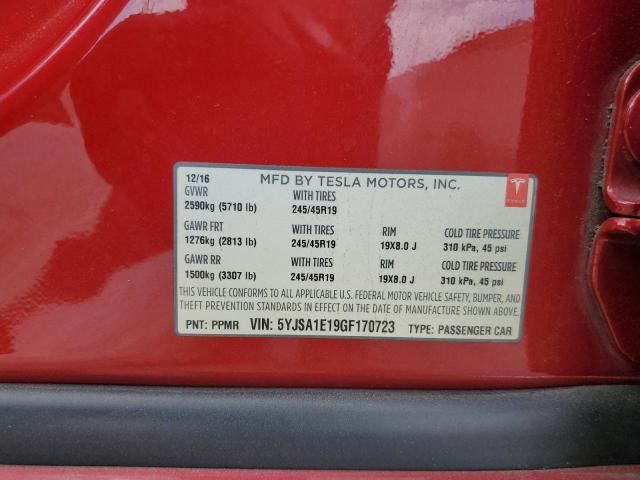 12/16 MFD BY TESLA MOTORS, INC.
GVWR WITH TIRES
2590kg (5710 lb) 245/45R19
GAWR FRT WITH TIRES RIM COLD TIRE PRESSURE
1276kg (2813 lb) 245/45R19 19X8.0 J 310 kPa, 45 psi
GAWR RR WITH TIRES RIM COLD TIRE PRESSURE
1500kg (3307 lb) 245/45R19 19X8.0 J 310 kPa, 45 psi
THIS VEHICLE CONFORMS TO ALL APPLICABLE U.S. FEDERAL MOTOR VEHICLE SAFETY, BUMPER, AND
THEFT PREVENTION STANDARDS IN EFFECT ON THE DATE OF MANUFACTURE SHOWN ABOVE.
PNT: PPMR VIN: 5YJSA1E19GF170723 TYPE: PASSENGER CAR
TESLA